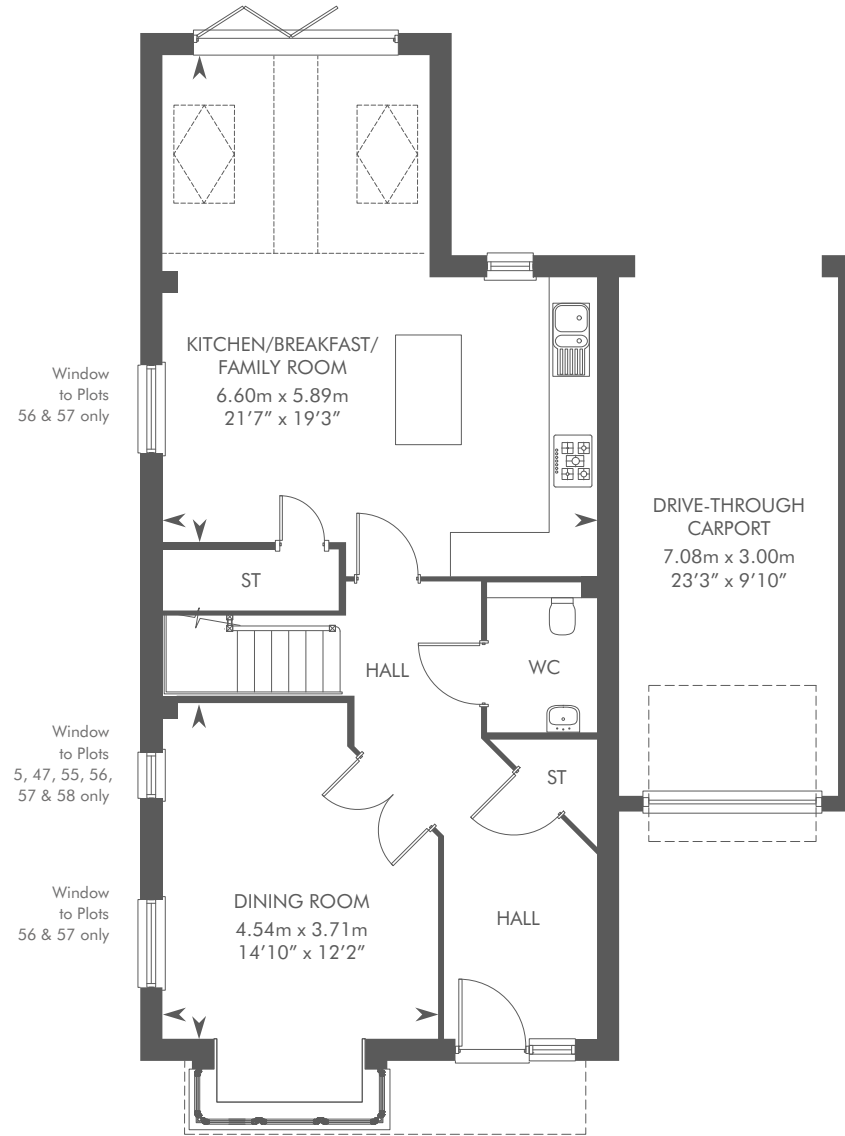 KITCHEN/BREAKFAST/
FAMILY ROOM
6.60m x 5.89m
21’7” x 19’3”
Window
to Plots
56 & 57 only
DRIVE-THROUGH
CARPORT
7.08m x 3.00m
23’3” x 9’10”
ST
HALL
WC
Window
to Plots
5, 47, 55, 56,
57 & 58 only
ST
Window
to Plots
56 & 57 only
DINING ROOM
4.54m x 3.71m
14’10” x 12’2”
HALL